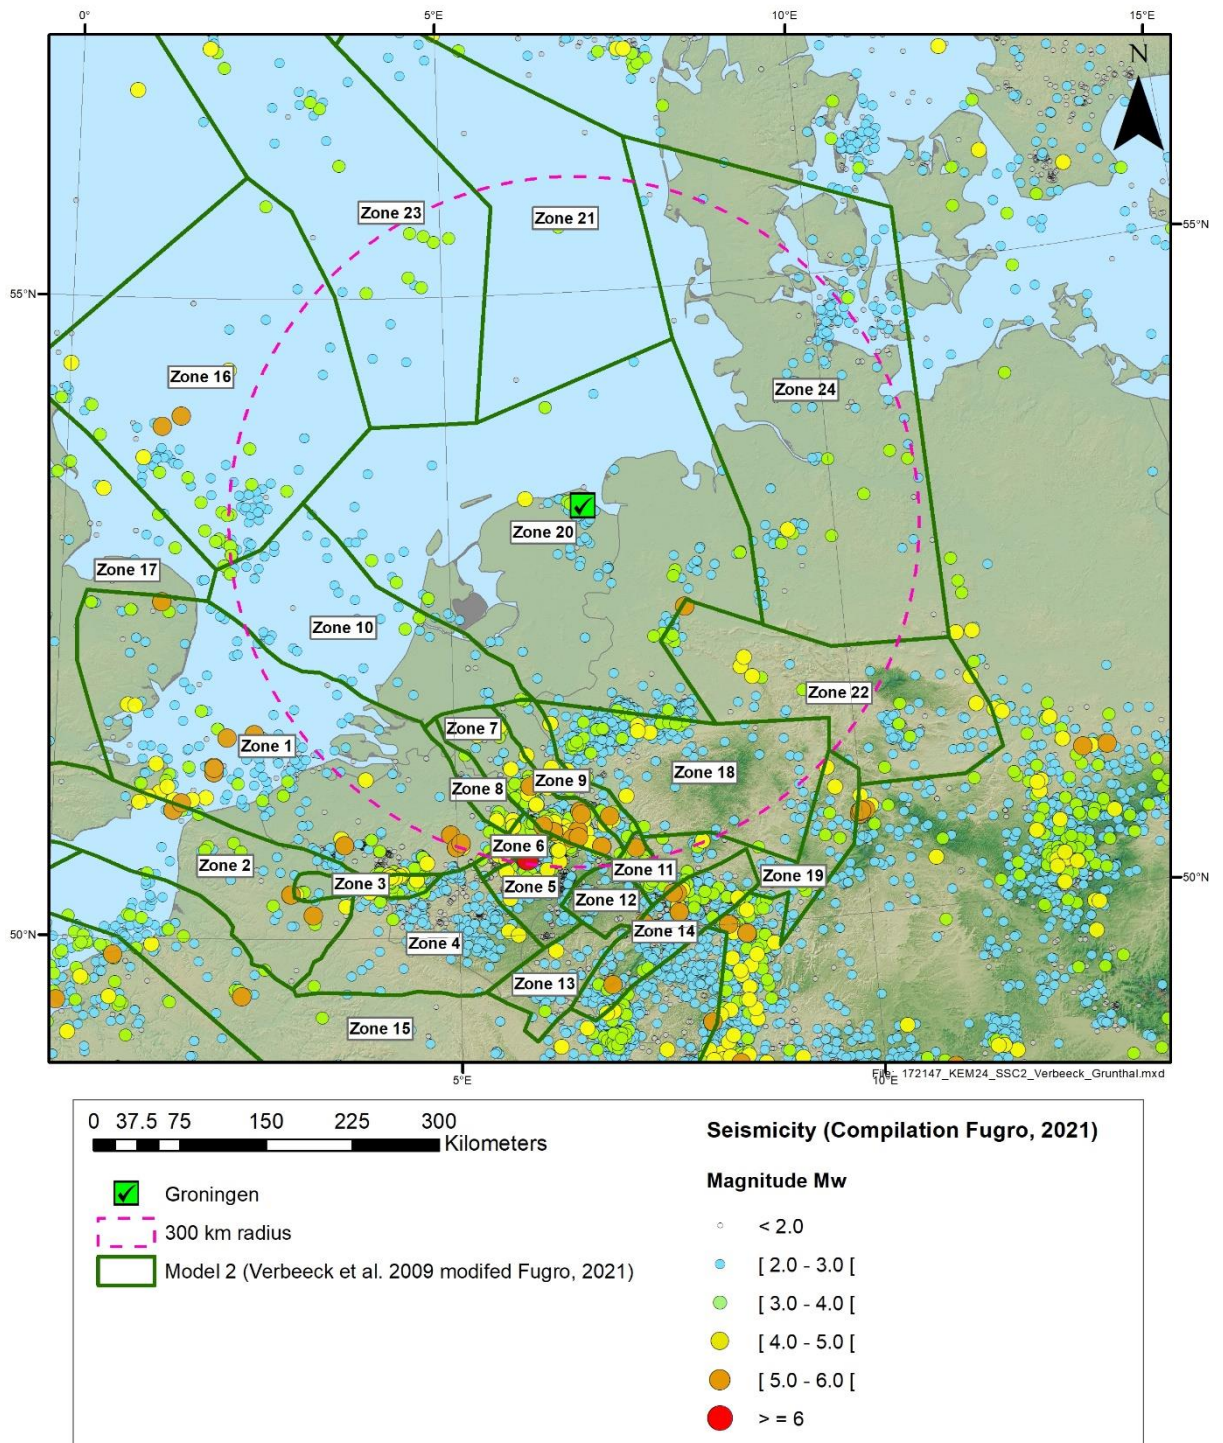 0° 5°E 10°E 15°E
N
Zone 23
Zone 21
55°N
55°N
Zone 16
Zone 24
Zone 20
Zone 17
Zone 10
Zone 22
Zone 7
Zone 1
Zone 18
Zone 9
Zone 8
Zone 6
Zone 2
Zone 11
Zone 19
50°N
Zone 3
Zone 5
Zone 12
Zone 14
50°N
Zone 4
Zone 13
Zone 15
5°E 10°E
File: 172147_KEM24_SSC2_Verbeeck_Grunthal.mxd
0 37.5 75 150 225 300
Kilometers
Groningen
300 km radius
Model 2 (Verbeeck et al. 2009 modifed Fugro, 2021)
Seismicity (Compilation Fugro, 2021)
Magnitude Mw
< 2.0
[ 2.0 - 3.0 [
[ 3.0 - 4.0 [
[ 4.0 - 5.0 [
[ 5.0 - 6.0 [
> = 6